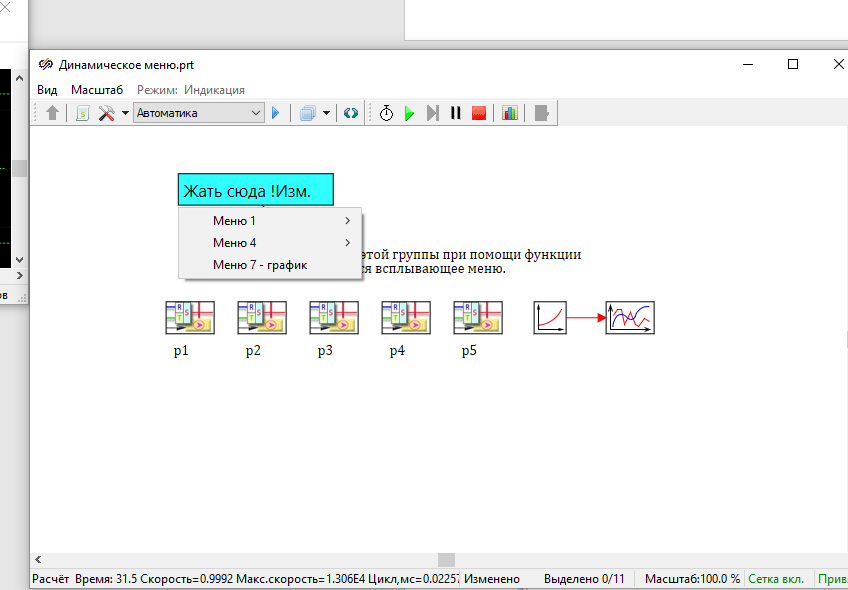 Динамическое меню.prt
Вид Масштаб Режим: Индикация
Автоматика
Жать сюда !Изм.
Меню 1
Меню 4
Меню 7 - график
этой группы при помощи функции
ся всплывающее меню.
R S T
R S T
R S T
R S T
R S T
p1 p2 p3 p4 p5
ов
Расчёт Время: 31.5 Скорость=0.9992 Макс.скорость=1.306E4 Цикл,мс=0.02257 Изменено Выделено 0/11 Масштаб:100.0 % Сетка вкл. Прив